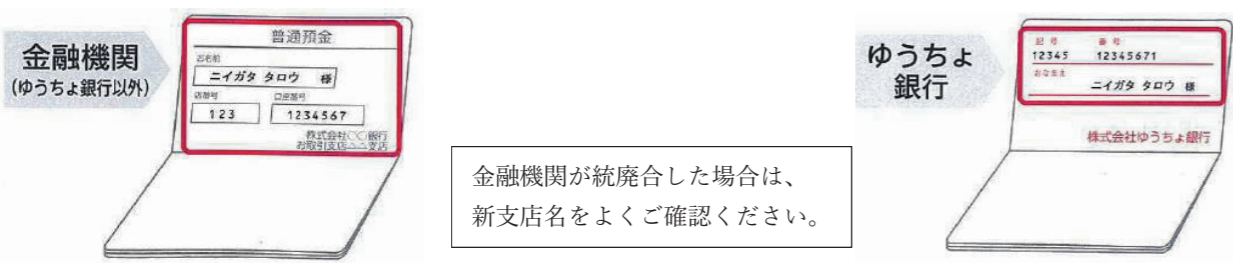 金融機関
(ゆうちょ銀行以外)
普通預金
お名前
ニイガタ タロウ 様
店番号 口座番号
123 1234567
株式会社○○銀行
お取引支店△△支店
金融機関が統廃合した場合は、
新支店名をよくご確認ください。
ゆうちょ
銀行
記号 番号
12345 12345671
おなまえ
ニイガタ タロウ 様
株式会社ゆうちょ銀行